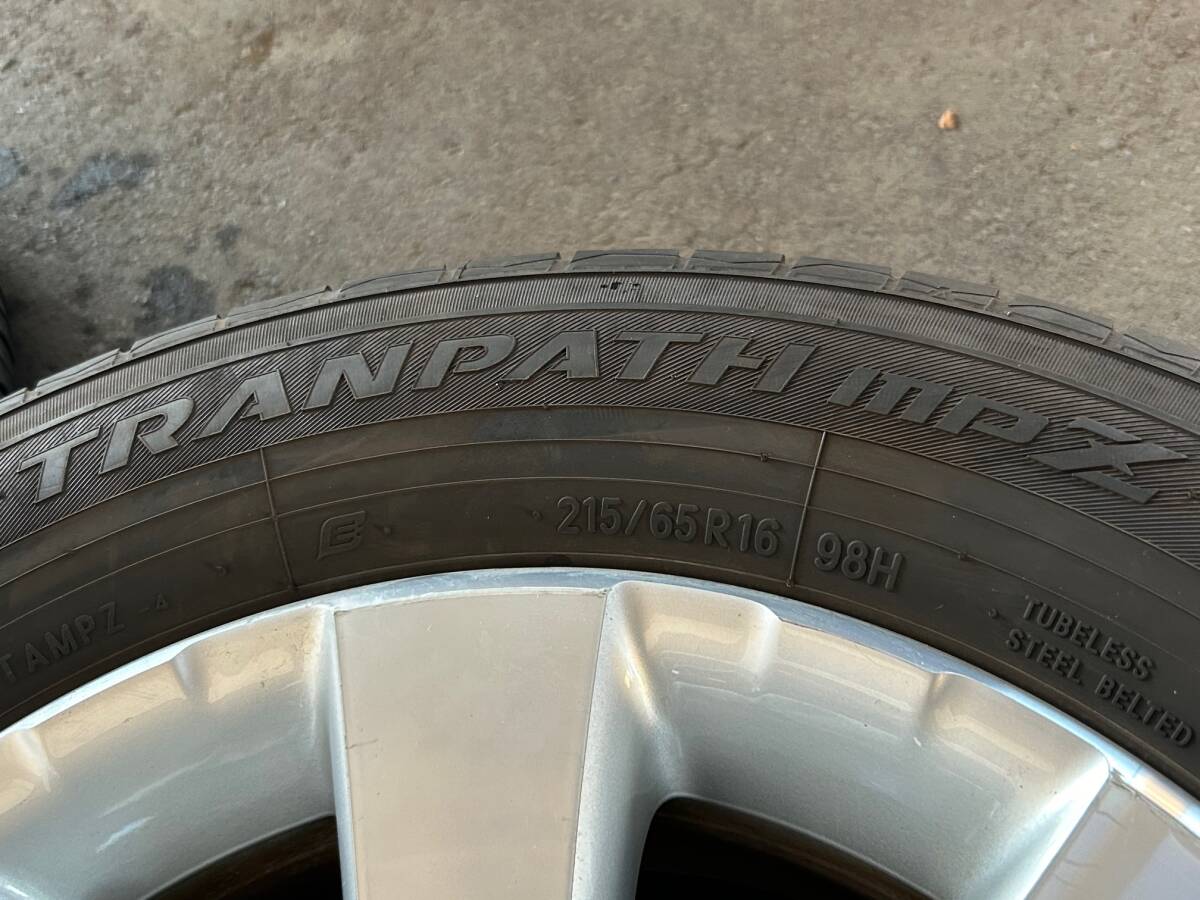 TRANPATH mpZ
215/65R16 98H
TAMPZ
TUBELESS
STEEL BELTED